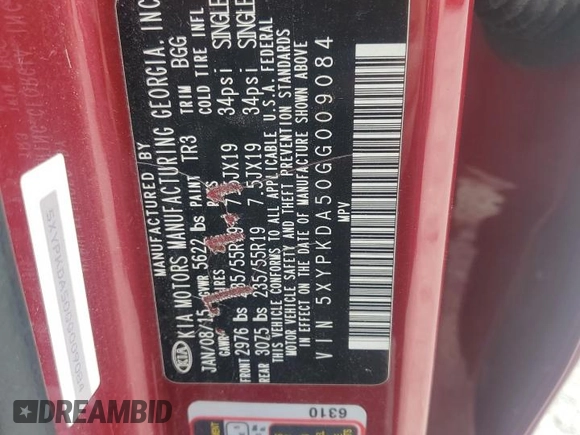 MANUFACTURED BY
KIA KIA MOTORS MANUFACTURING GEORGIA, INC
JAN/08/15 GVWR 5622 lbs PAINT TR3 TRIM BGG
GAWR TIRES COLD TIRE INFL
FRONT 2976 lbs 235/55R19 7.5JX19 34psi SINGLE
REAR 3075 lbs 235/55R19 7.5JX19 34psi SINGLE
THIS VEHICLE CONFORMS TO ALL APPLICABLE U.S.A. FEDERAL
MOTOR VEHICLE SAFETY AND THEFT PREVENTION STANDARDS
IN EFFECT ON THE DATE OF MANUFACTURE SHOWN ABOVE.
VIN 5XYPKDA50GG009084
MPV
6310
DREAMBID